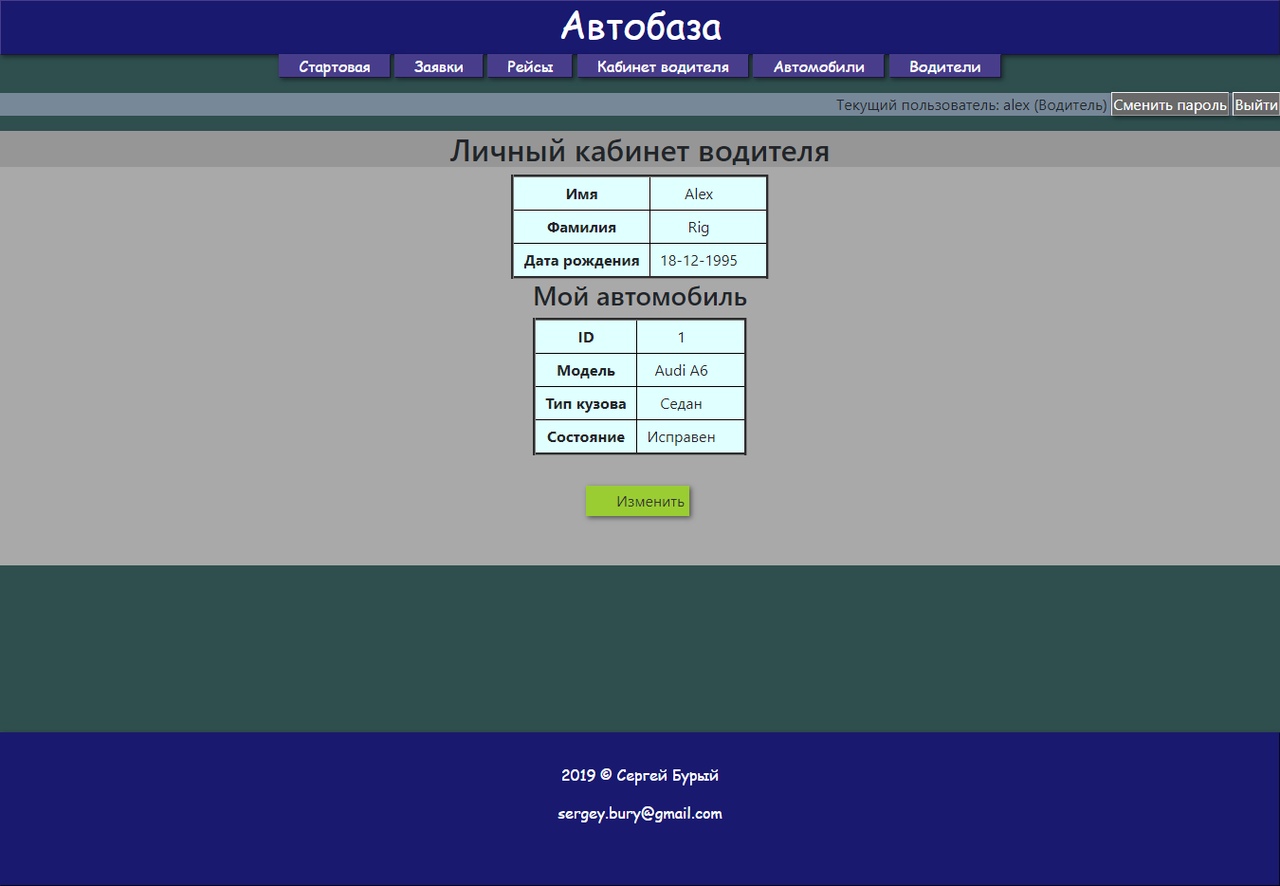 Автобаза
Стартовая Заявки Рейсы Кабинет водителя Автомобили Водители
Текущий пользователь: alex (Водитель) Сменить пароль Выйти
Личный кабинет водителя
Имя Alex
Фамилия Rig
Дата рождения 18-12-1995
Мой автомобиль
ID 1
Модель Audi A6
Тип кузова Седан
Состояние Исправен
Изменить
2019 © Сергей Бурый
sergey.bury@gmail.com